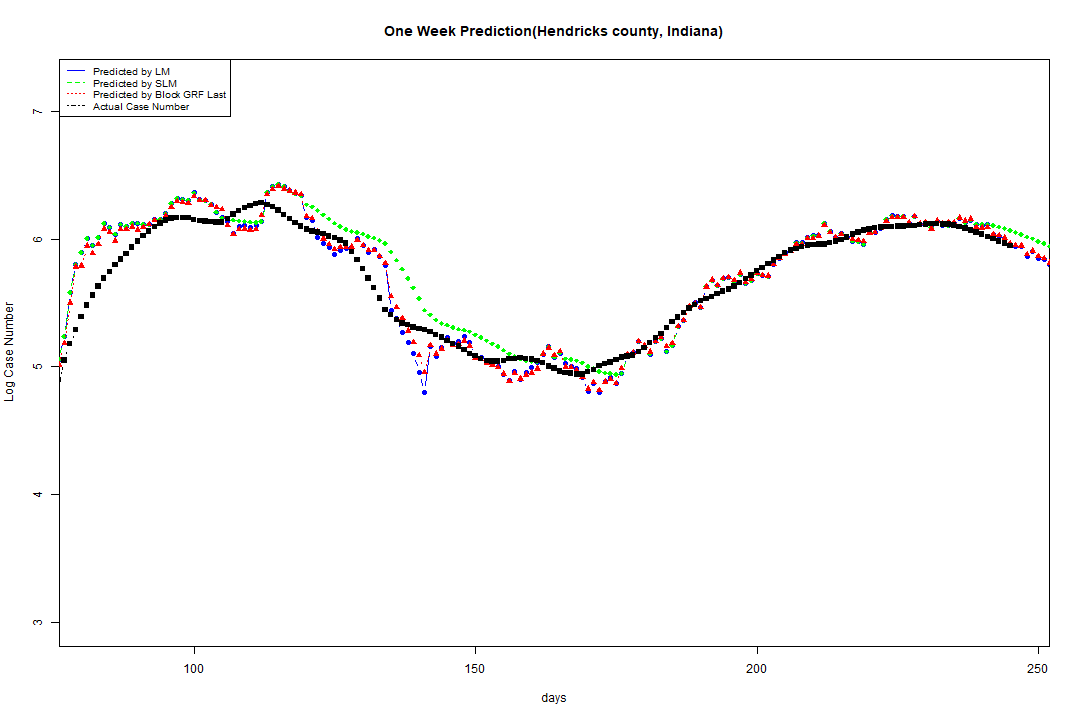 One Week Prediction(Hendricks county, Indiana)
Predicted by LM
Predicted by SLM
Predicted by Block GRF Last
Actual Case Number
Log Case Number
7
6
5
4
3
100 150 200 250
days